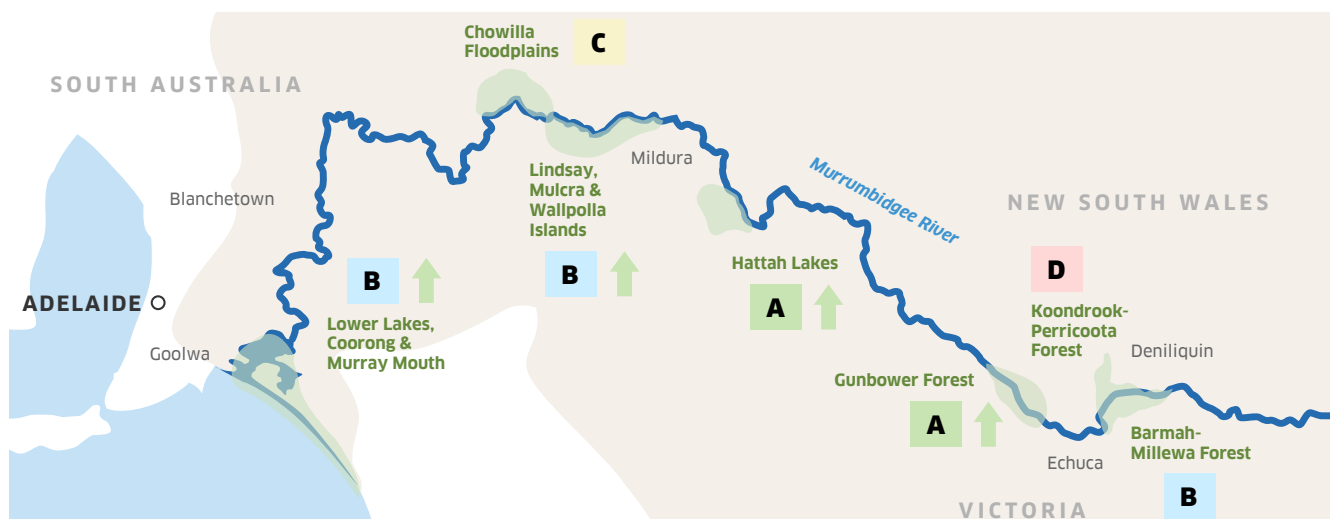 Chowilla
Floodplains
C
SOUTH AUSTRALIA
Mildura
Lindsay,
Mulcra &
Wallpolla
Islands
B
Murrumbidgee River
NEW SOUTH WALES
Blanchetown
Hattah Lakes
A
D
Koondrook-
Perricoota
Forest
B
Lower Lakes,
Coorong &
Murray Mouth
ADELAIDE
Goolwa
Deniliquin
Gunbower Forest
A
Barmah-
Millewa Forest
B
Echuca
VICTORIA